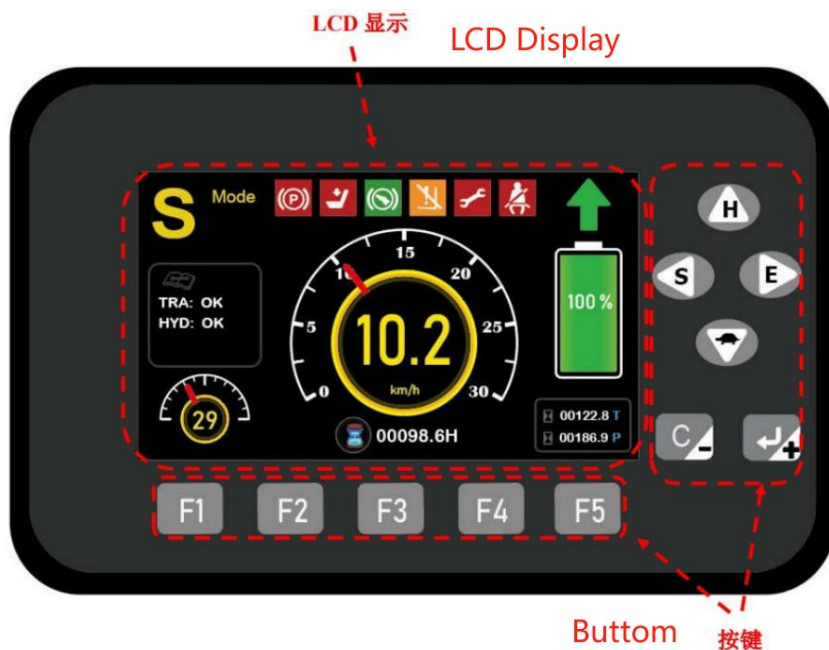 LCD 显示
LCD Display
S Mode
P
TRA: OK
HYD: OK
0 5 10 15 20 25 30
10.2
km/h
100 %
29
00098.6H
00122.8 T
00186.9 P
H
S
E
C -
+
F1 F2 F3 F4 F5
Buttom
按键